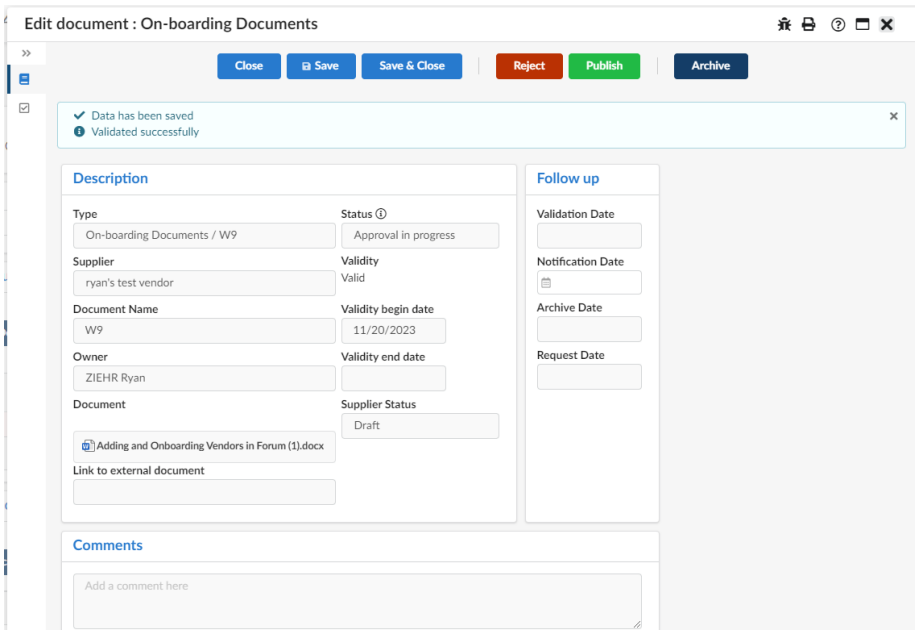 Edit document : On-boarding Documents
Close
Save
Save & Close
Reject
Publish
Archive
Data has been saved
Validated successfully
Description
Type
On-boarding Documents / W9
Status
Approval in progress
Supplier
ryan's test vendor
Validity
Valid
Document Name
W9
Validity begin date
11/20/2023
Owner
ZIEHR Ryan
Validity end date
Document
Supplier Status
Draft
Adding and Onboarding Vendors in Forum (1).docx
Link to external document
Follow up
Validation Date
Notification Date
Archive Date
Request Date
Comments
Add a comment here